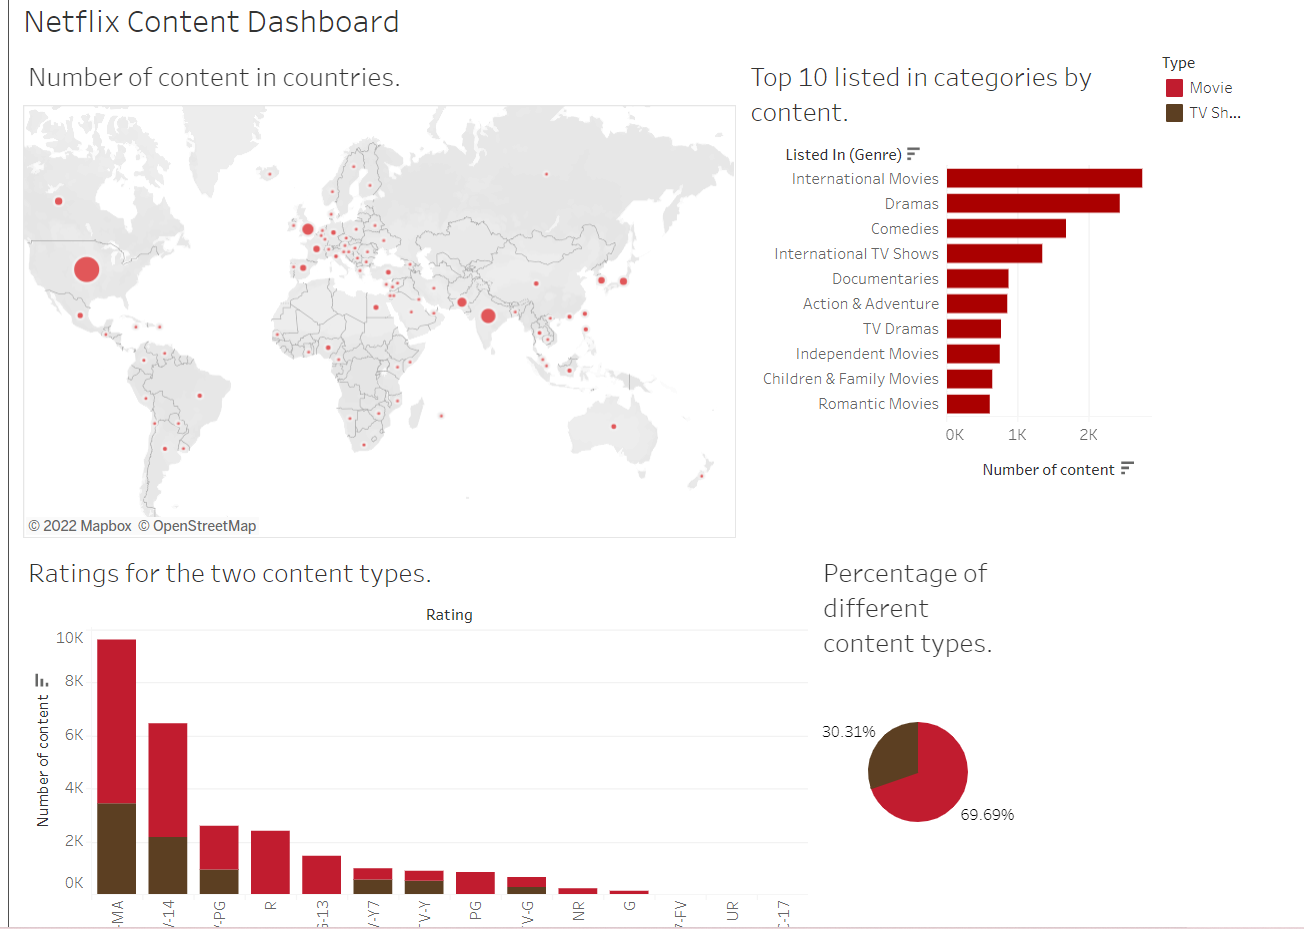 Netflix Content Dashboard
Number of content in countries.
© 2022 Mapbox © OpenStreetMap
Top 10 listed in categories by
content.
Listed In (Genre)
International Movies
Dramas
Comedies
International TV Shows
Documentaries
Action & Adventure
TV Dramas
Independent Movies
Children & Family Movies
Romantic Movies
0K 1K 2K
Number of content
Type
Movie
TV Sh...
Ratings for the two content types.
Rating
Number of content
10K
8K
6K
4K
2K
0K
-MA
/-14
/-PG
R
G-13
/-Y7
TV-Y
PG
TV-G
NR
G
7-FV
UR
C-17
Percentage of
different
content types.
30.31%
69.69%